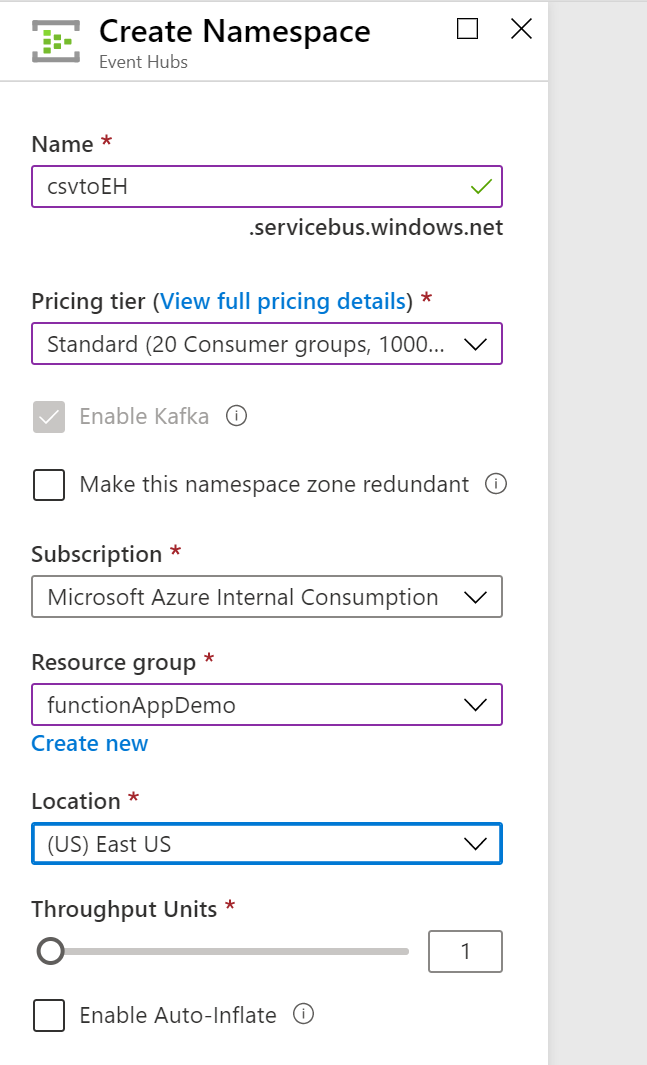 Create Namespace
Event Hubs
Name *
csvtoEH
.servicebus.windows.net
Pricing tier (View full pricing details) *
Standard (20 Consumer groups, 1000...
Enable Kafka
Make this namespace zone redundant
Subscription *
Microsoft Azure Internal Consumption
Resource group *
functionAppDemo
Create new
Location *
(US) East US
Throughput Units *
1
Enable Auto-Inflate